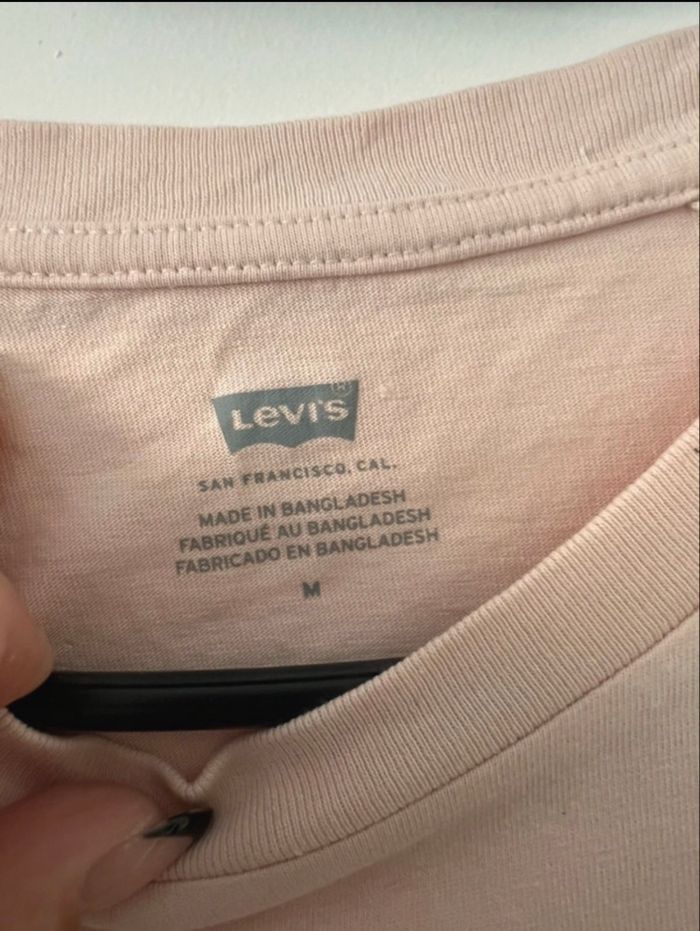 Levi's ®
SAN FRANCISCO, CAL.
MADE IN BANGLADESH
FABRIQUÉ AU BANGLADESH
FABRICADO EN BANGLADESH
M